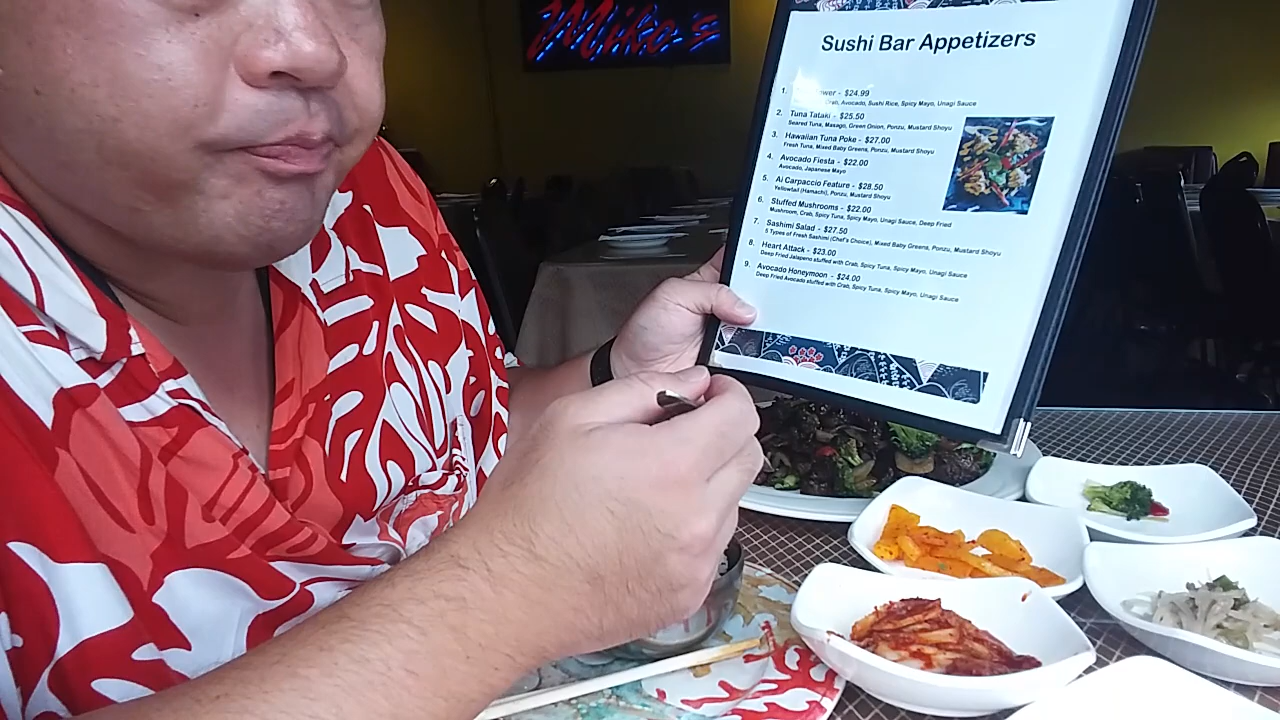 Miko's
Sushi Bar Appetizers
1. - $24.99
Crab, Avocado, Sushi Rice, Spicy Mayo, Unagi Sauce
2. Tuna Tataki - $25.50
Seared Tuna, Masago, Green Onion, Ponzu, Mustard Shoyu
3. Hawaiian Tuna Poke - $27.00
Fresh Tuna, Mixed Baby Greens, Ponzu, Mustard Shoyu
4. Avocado Fiesta - $22.00
Avocado, Japanese Mayo
5. Ai Carpaccio Feature - $28.50
Yellowtail (Hamachi), Ponzu, Mustard Shoyu
6. Stuffed Mushrooms - $22.00
Mushroom, Crab, Spicy Tuna, Spicy Mayo, Unagi Sauce, Deep Fried
7. Sashimi Salad - $27.50
5 Types of Fresh Sashimi (Chef's Choice), Mixed Baby Greens, Ponzu, Mustard Shoyu
8. Heart Attack - $23.00
Deep Fried Jalapeno stuffed with Crab, Spicy Tuna, Spicy Mayo, Unagi Sauce
9. Avocado Honeymoon - $24.00
Deep Fried Avocado stuffed with Crab, Spicy Tuna, Spicy Mayo, Unagi Sauce